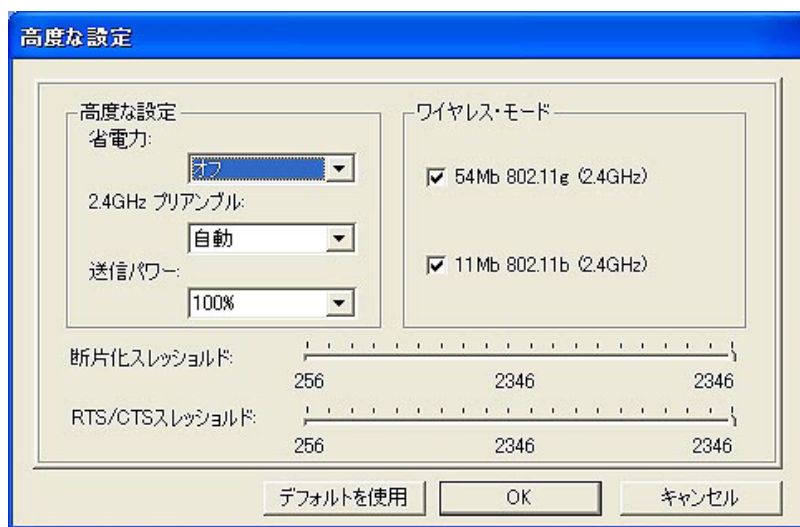 高度な設定
高度な設定
省電力:
オフ
2.4GHz プリアンブル:
自動
送信パワー:
100%
ワイヤレス・モード
54Mb 802.11g (2.4GHz)
11Mb 802.11b (2.4GHz)
断片化スレッショルド:
256 2346 2346
RTS/CTSスレッショルド:
256 2346 2346
デフォルトを使用 OK キャンセル